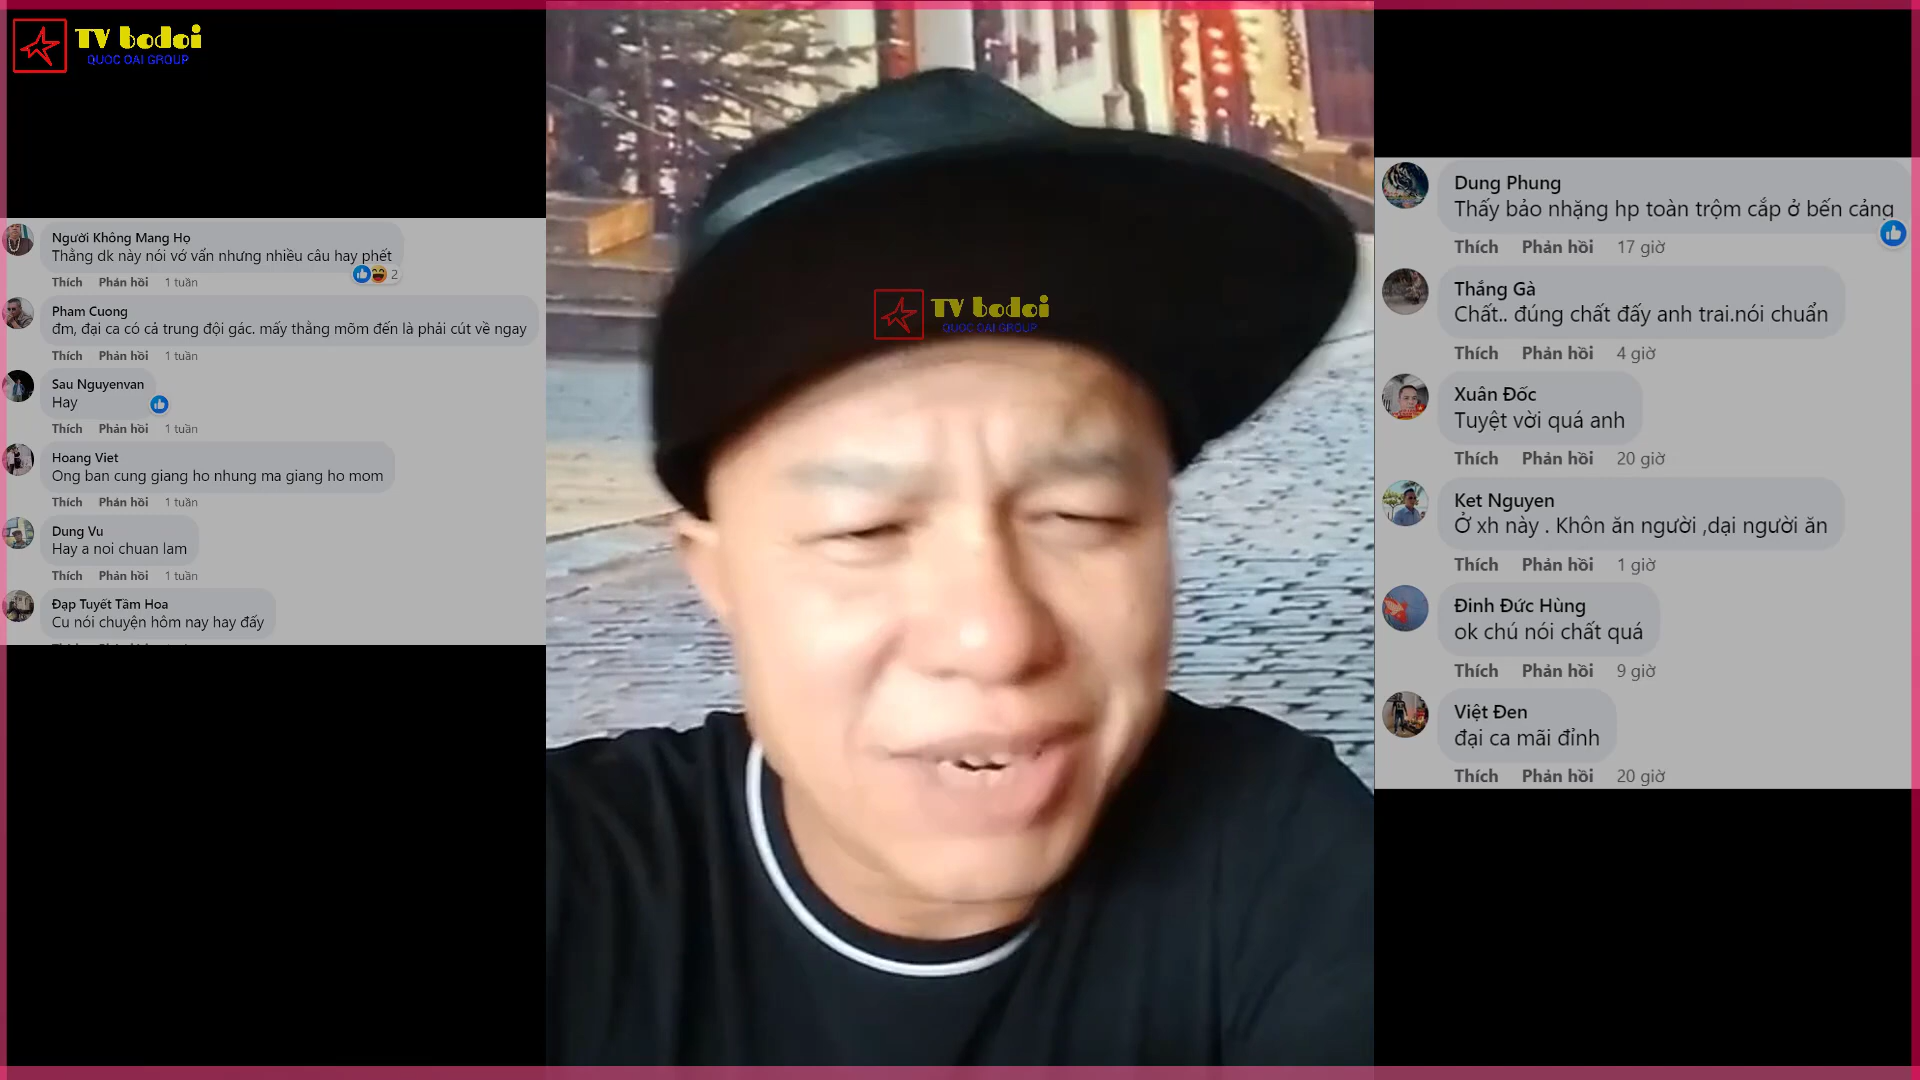 TV bodoi
QUOC DAI GROUP
Người Không Mang Họ
Thằng dk này nói vớ vẩn nhưng nhiều câu hay phết
2
Thích Phản hồi 1 tuần
Pham Cuong
đm, đại ca có cả trung đội gác. mấy thằng mõm đến là phải cút về ngay
Thích Phản hồi 1 tuần
Sau Nguyenvan
Hay
Thích Phản hồi 1 tuần
Hoang Viet
Ong ban cung giang ho nhung ma giang ho mom
Thích Phản hồi 1 tuần
Dung Vu
Hay a noi chuan lam
Thích Phản hồi 1 tuần
Đạp Tuyết Tầm Hoa
Cu nói chuyện hôm nay hay đấy
TV bodoi
QUOC DAI GROUP
Dung Phung
Thấy bảo nhặng hp toàn trộm cắp ở bến cảng
Thích Phản hồi 17 giờ
Thắng Gà
Chất.. đúng chất đấy anh trai.nói chuẩn
Thích Phản hồi 4 giờ
Xuân Đốc
Tuyệt vời quá anh
Thích Phản hồi 20 giờ
Ket Nguyen
Ở xh này . Khôn ăn người ,dại người ăn
Thích Phản hồi 1 giờ
Đinh Đức Hùng
ok chú nói chất quá
Thích Phản hồi 9 giờ
Việt Đen
đại ca mãi đỉnh
Thích Phản hồi 20 giờ